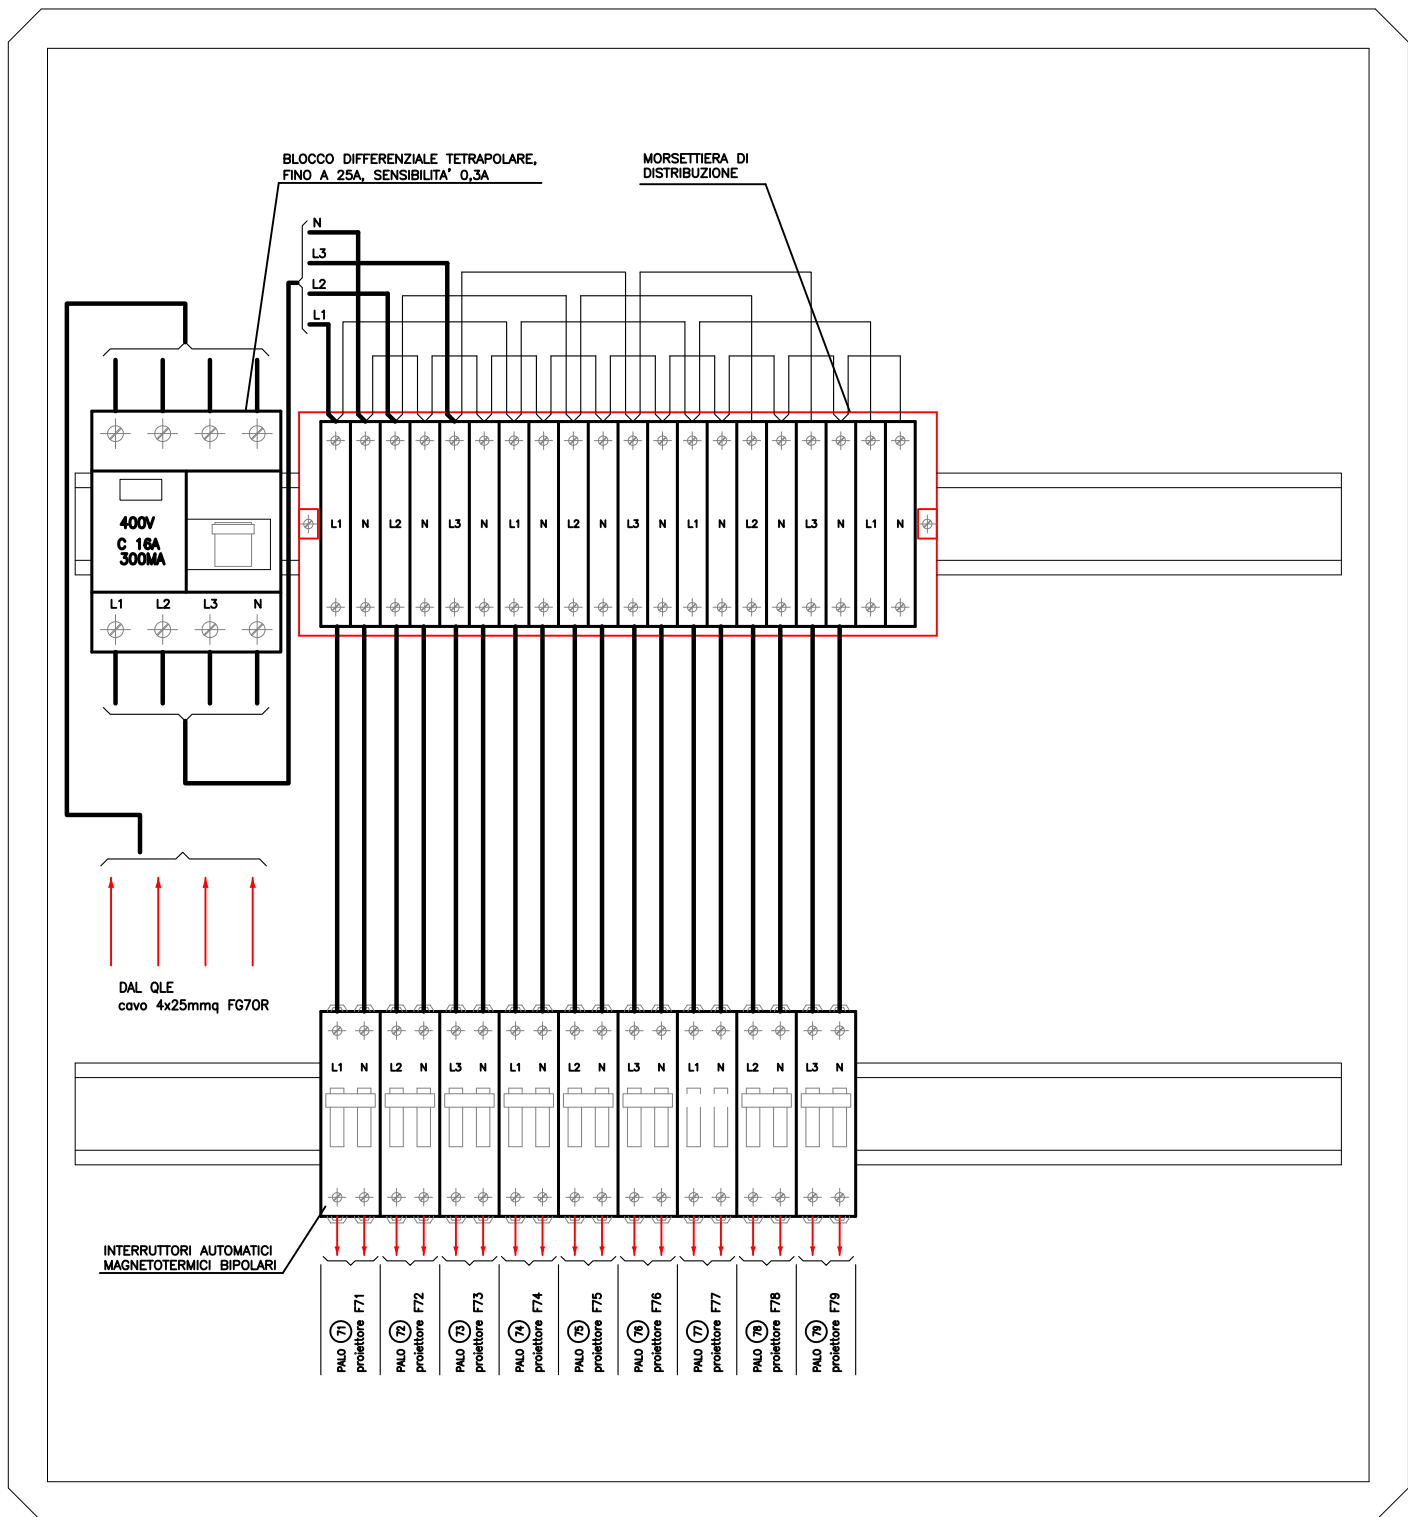 BLOCCO DIFFERENZIALE TETRAPOLARE,
FINO A 25A, SENSIBILITA' 0,3A
MORSETTIERA DI
DISTRIBUZIONE
N
L3
L2
L1
400V
C 16A
300MA
L1 L2 L3 N
L1 N L2 N L3 N L1 N L2 N L3 N L1 N L2 N L3 N L1 N
DAL QLE
cavo 4x25mmq FG7OR
L1 N L2 N L3 N L1 N L2 N L3 N L1 N L2 N L3 N
INTERRUTTORI AUTOMATICI
MAGNETOTERMICI BIPOLARI
PALO 71
proiettore F71
PALO 72
proiettore F72
PALO 73
proiettore F73
PALO 74
proiettore F74
PALO 75
proiettore F75
PALO 76
proiettore F76
PALO 77
proiettore F77
PALO 78
proiettore F78
PALO 79
proiettore F79